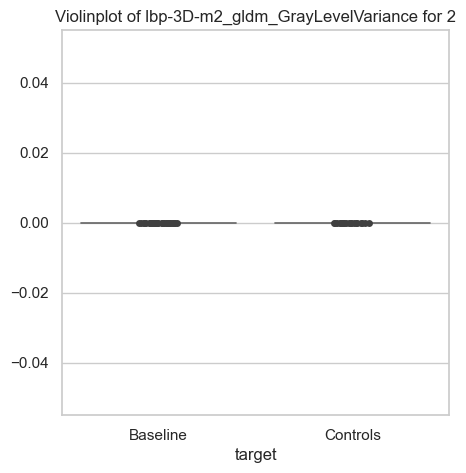 Violinplot of lbp-3D-m2_gldm_GrayLevelVariance for 2
0.04
0.02
0.00
−0.02
−0.04
Baseline Controls
target